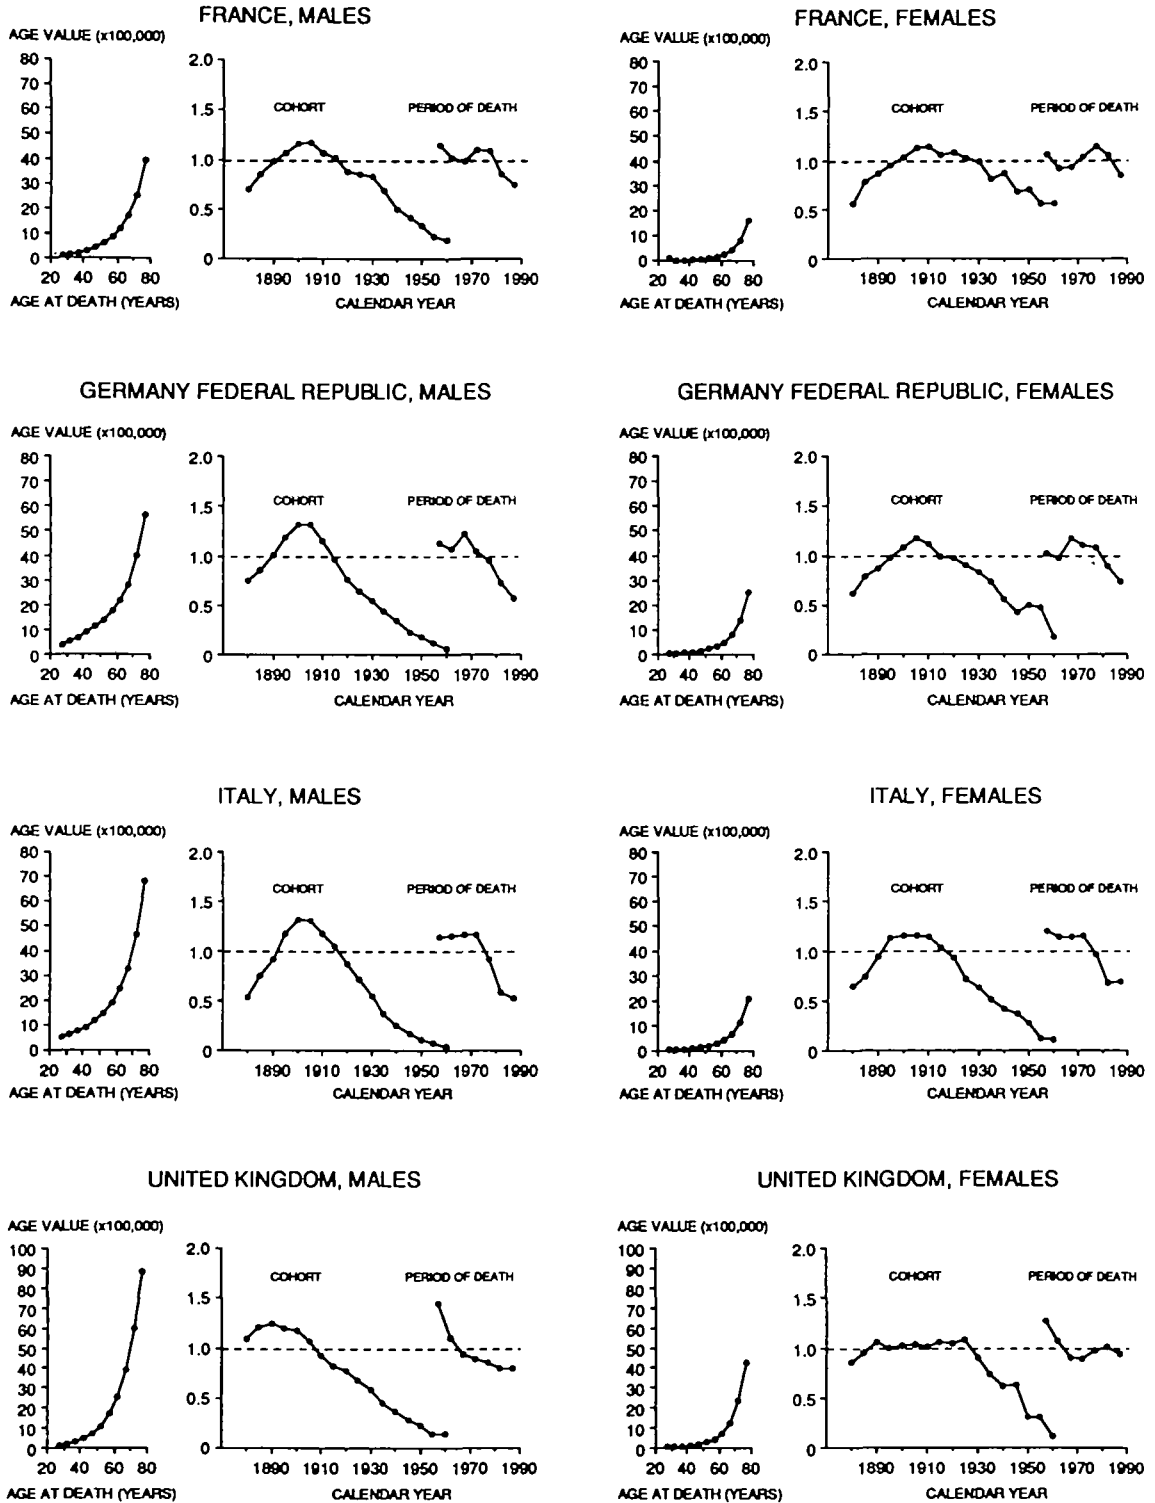 FRANCE, MALES
AGE VALUE (x100,000)
80
70
60
50
40
30
20
10
0
20 40 60 80
AGE AT DEATH (YEARS)
2.0
1.5
1.0
0.5
0
COHORT
PERIOD OF DEATH
1890 1910 1930 1950 1970 1990
CALENDAR YEAR
FRANCE, FEMALES
AGE VALUE (x100,000)
80
70
60
50
40
30
20
10
0
20 40 60 80
AGE AT DEATH (YEARS)
2.0
1.5
1.0
0.5
0
COHORT
PERIOD OF DEATH
1890 1910 1930 1950 1970 1990
CALENDAR YEAR
GERMANY FEDERAL REPUBLIC, MALES
AGE VALUE (x100,000)
80
70
60
50
40
30
20
10
0
20 40 60 80
AGE AT DEATH (YEARS)
2.0
1.5
1.0
0.5
0
COHORT
PERIOD OF DEATH
1890 1910 1930 1950 1970 1990
CALENDAR YEAR
GERMANY FEDERAL REPUBLIC, FEMALES
AGE VALUE (x100,000)
80
70
60
50
40
30
20
10
0
20 40 60 80
AGE AT DEATH (YEARS)
2.0
1.5
1.0
0.5
0
COHORT
PERIOD OF DEATH
1890 1910 1930 1950 1970 1990
CALENDAR YEAR
ITALY, MALES
AGE VALUE (x100,000)
80
70
60
50
40
30
20
10
0
20 40 60 80
AGE AT DEATH (YEARS)
2.0
1.5
1.0
0.5
0
COHORT
PERIOD OF DEATH
1890 1910 1930 1950 1970 1990
CALENDAR YEAR
ITALY, FEMALES
AGE VALUE (x100,000)
80
70
60
50
40
30
20
10
0
20 40 60 80
AGE AT DEATH (YEARS)
2.0
1.5
1.0
0.5
0
COHORT
PERIOD OF DEATH
1890 1910 1930 1950 1970 1990
CALENDAR YEAR
UNITED KINGDOM, MALES
AGE VALUE (x100,000)
100
90
80
70
60
50
40
30
20
10
0
20 40 60 80
AGE AT DEATH (YEARS)
2.0
1.5
1.0
0.5
0
COHORT
PERIOD OF DEATH
1890 1910 1930 1950 1970 1990
CALENDAR YEAR
UNITED KINGDOM, FEMALES
AGE VALUE (x100,000)
100
90
80
70
60
50
40
30
20
10
0
20 40 60 80
AGE AT DEATH (YEARS)
2.0
1.5
1.0
0.5
0
COHORT
PERIOD OF DEATH
1890 1910 1930 1950 1970 1990
CALENDAR YEAR